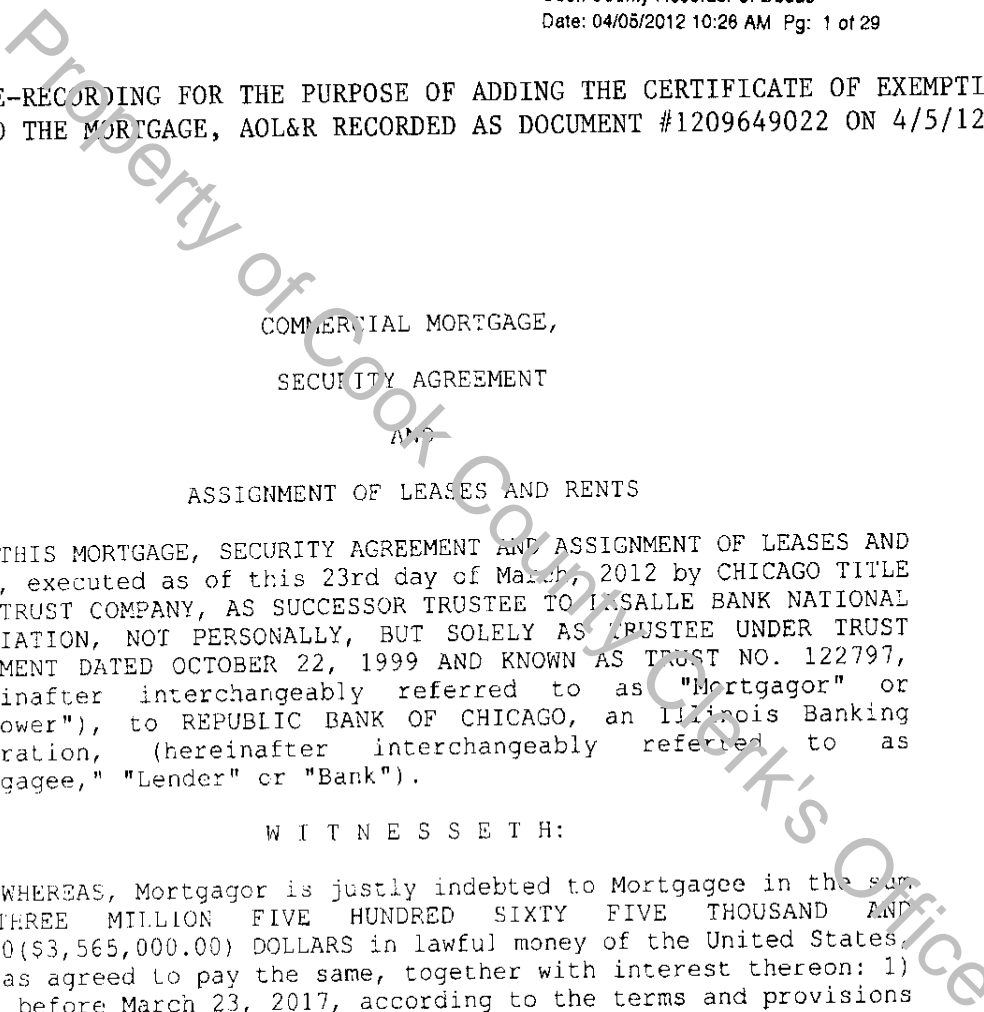 Date: 04/05/2012 10:26 AM Pg: 1 of 29
E-RECORDING FOR THE PURPOSE OF ADDING THE CERTIFICATE OF EXEMPTI
O THE MORTGAGE, AOL&R RECORDED AS DOCUMENT #1209649022 ON 4/5/12
Property of Cook County Clerk's Office
COMMERCIAL MORTGAGE,
SECURITY AGREEMENT
AND
ASSIGNMENT OF LEASES AND RENTS
THIS MORTGAGE, SECURITY AGREEMENT AND ASSIGNMENT OF LEASES AND
, executed as of this 23rd day of March, 2012 by CHICAGO TITLE
TRUST COMPANY, AS SUCCESSOR TRUSTEE TO LASALLE BANK NATIONAL
IATION, NOT PERSONALLY, BUT SOLELY AS TRUSTEE UNDER TRUST
MENT DATED OCTOBER 22, 1999 AND KNOWN AS TRUST NO. 122797,
inafter interchangeably referred to as "Mortgagor" or
ower"), to REPUBLIC BANK OF CHICAGO, an Illinois Banking
ration, (hereinafter interchangeably referred to as
gagee," "Lender" or "Bank").
W I T N E S S E T H:
WHEREAS, Mortgagor is justly indebted to Mortgagee in the sum
THREE MILLION FIVE HUNDRED SIXTY FIVE THOUSAND AND
0($3,565,000.00) DOLLARS in lawful money of the United States,
as agreed to pay the same, together with interest thereon: 1)
before March 23, 2017, according to the terms and provisions